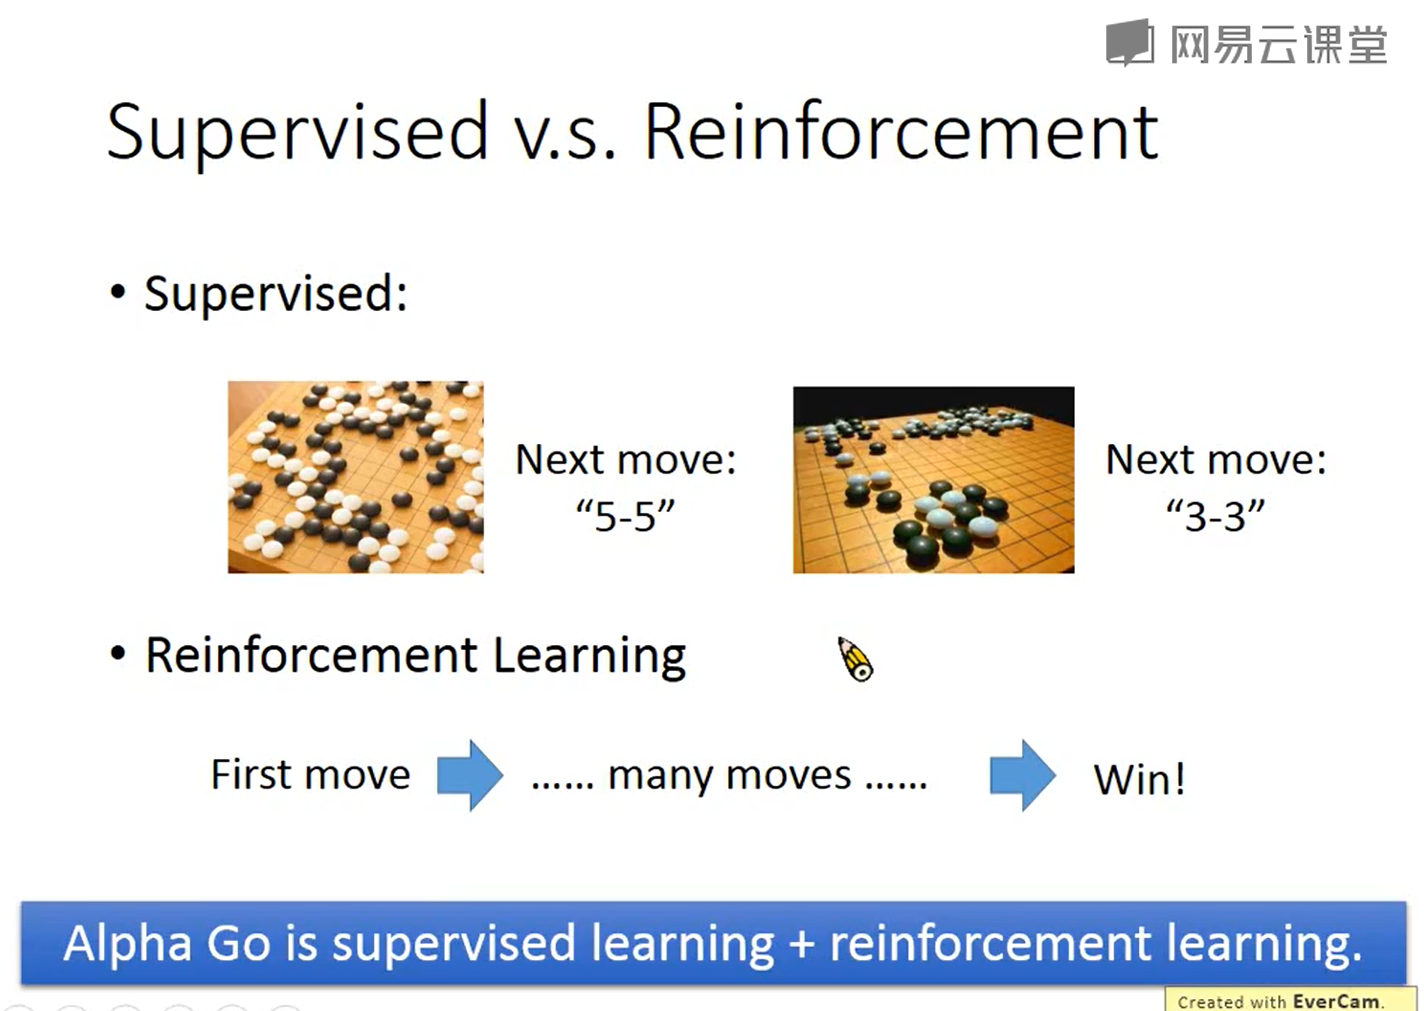 网易云课堂
Supervised v.s. Reinforcement
• Supervised:
Next move:
“5-5”
Next move:
“3-3”
• Reinforcement Learning
First move
...... many moves ......
Win!
Alpha Go is supervised learning + reinforcement learning.
Created with EverCam.